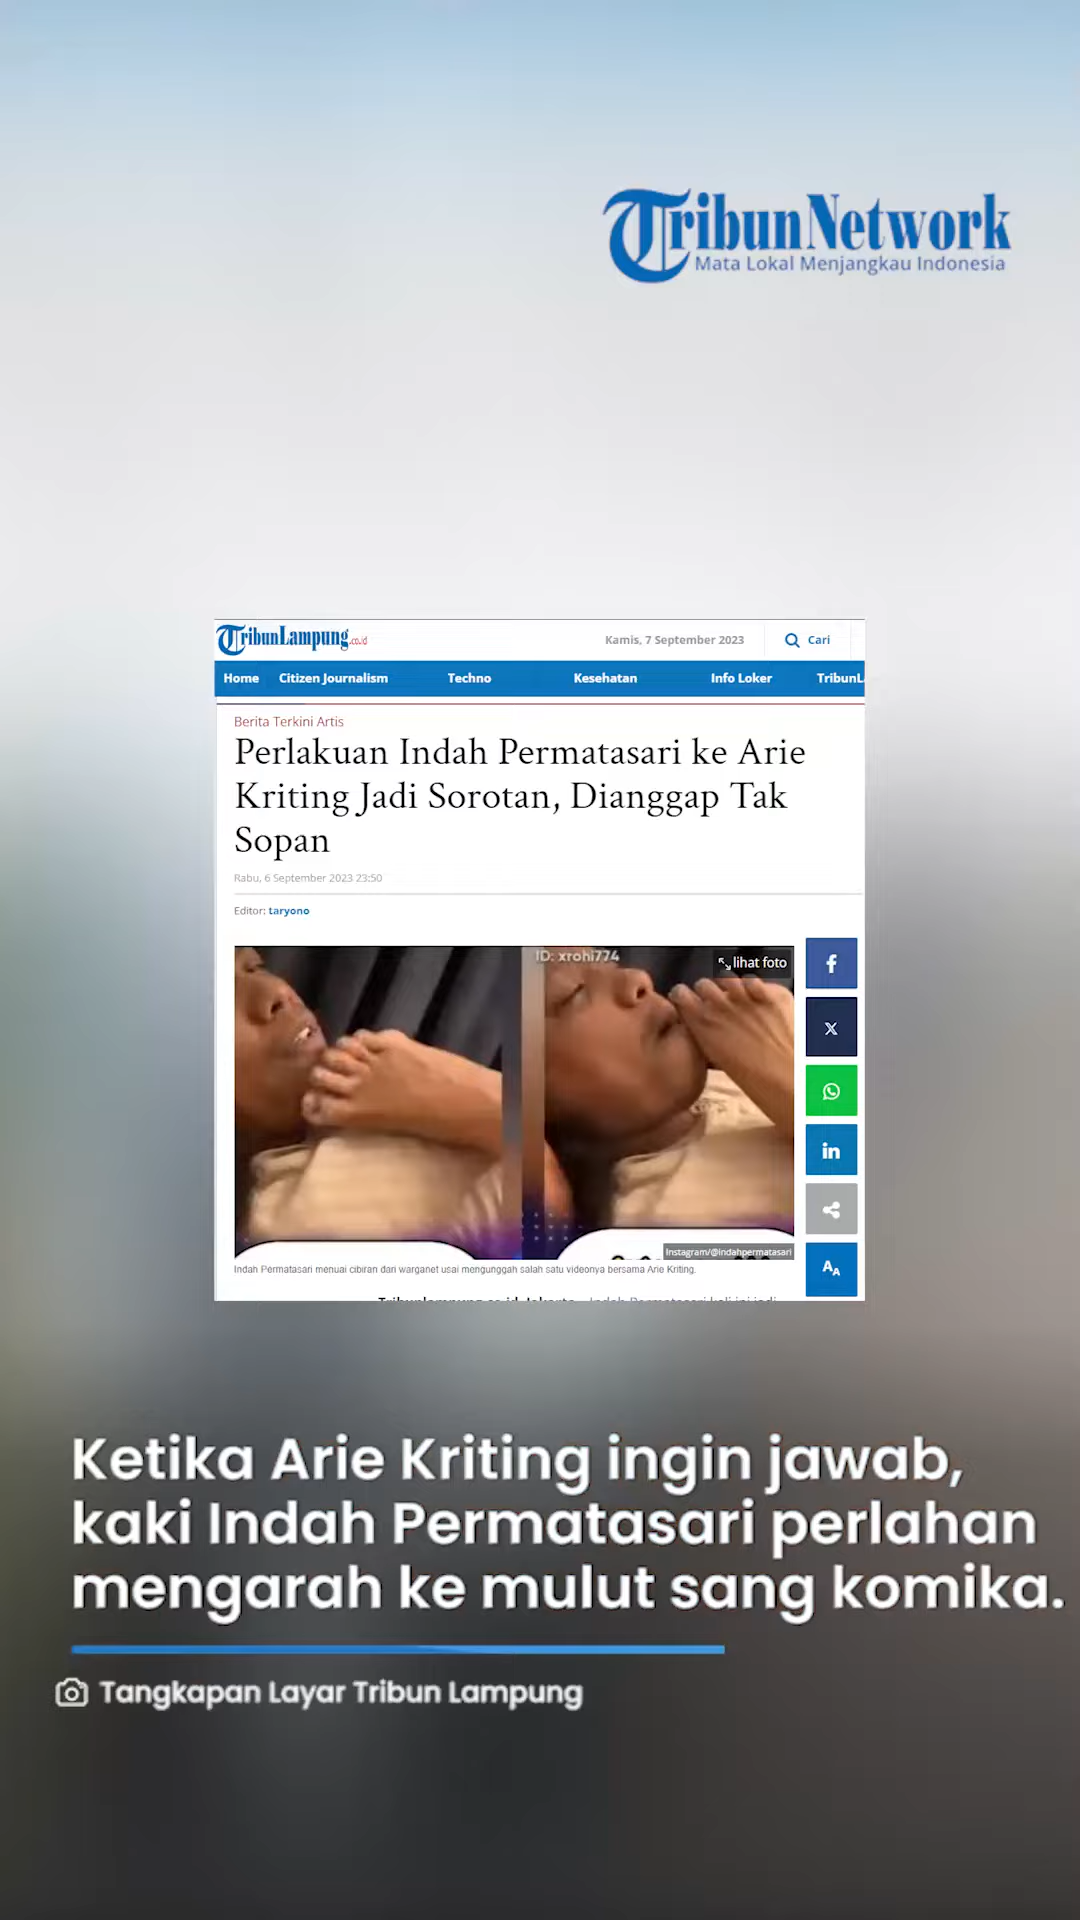 TribunNetwork
Mata Lokal Menjangkau Indonesia
TribunLampung.co.id
Kamis, 7 September 2023
Cari
Home Citizen Journalism Techno Kesehatan Info Loker TribunL
Berita Terkini Artis
Perlakuan Indah Permatasari ke Arie
Kriting Jadi Sorotan, Dianggap Tak
Sopan
Rabu, 6 September 2023 23:50
Editor: taryono
ID: xrohi774
lihat foto
Instagram/@indahpermatasari
Indah Permatasari menuai cibiran dari warganet usai mengunggah salah satu videonya bersama Arie Kriting.
Ketika Arie Kriting ingin jawab,
kaki Indah Permatasari perlahan
mengarah ke mulut sang komika.
Tangkapan Layar Tribun Lampung